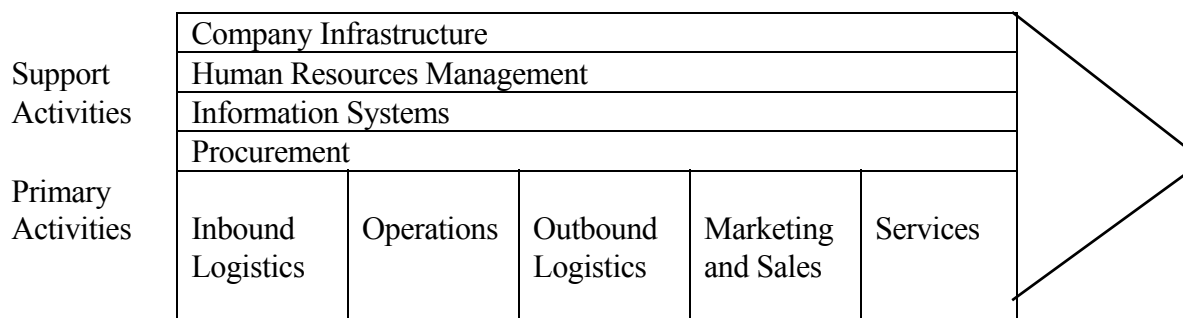 Company Infrastructure
Support
Activities
Human Resources Management
Information Systems
Procurement
Primary
Activities
Inbound
Logistics
Operations
Outbound
Logistics
Marketing
and Sales
Services